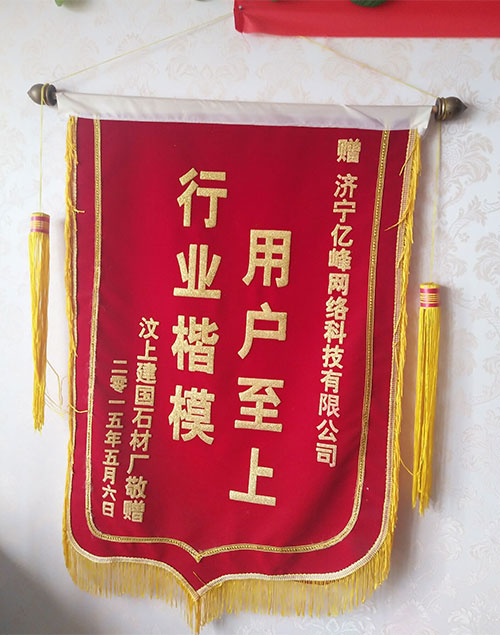 赠 济宁亿峰网络科技有限公司
用户至上
行业楷模
汶上建国石材厂敬赠
二零一五年五月六日